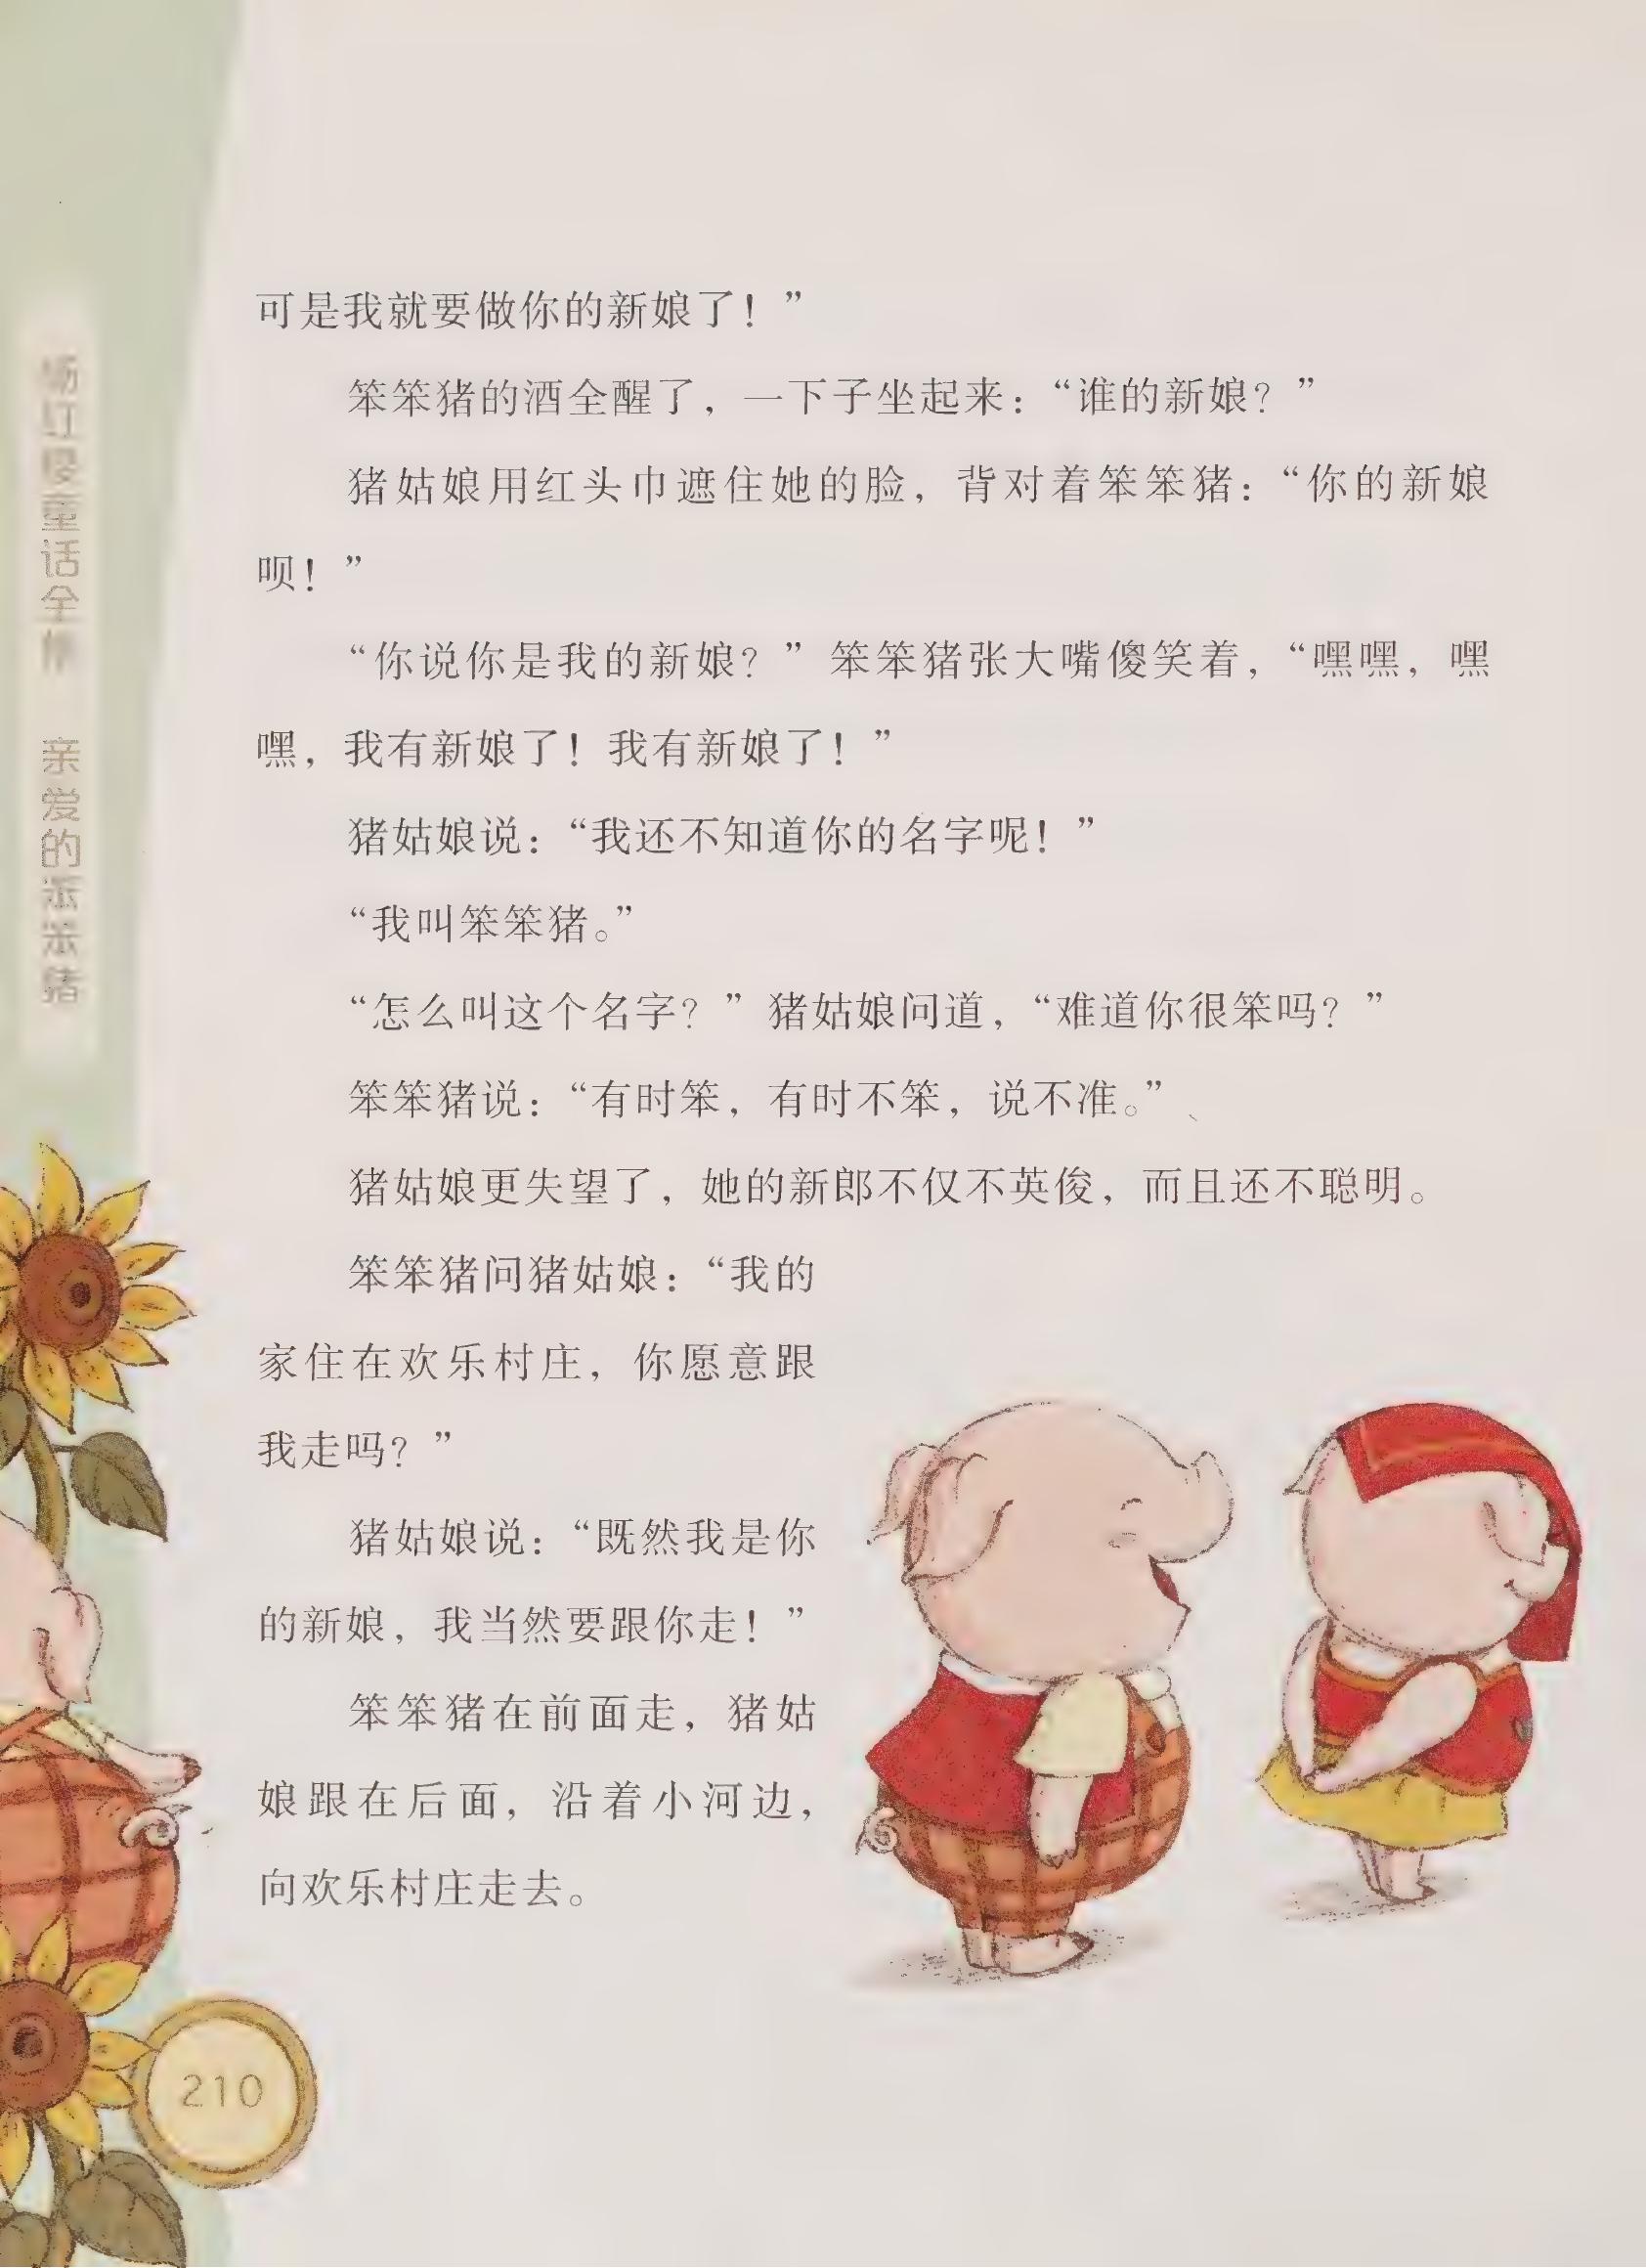 杨红樱童话全集 亲爱的笨笨猪
可是我就要做你的新娘了！”
笨笨猪的酒全醒了，一下子坐起来：“谁的新娘？”
猪姑娘用红头巾遮住她的脸，背对着笨笨猪：“你的新娘
呗！”
“你说你是我的新娘？”笨笨猪张大嘴傻笑着，“嘿嘿，嘿
嘿，我有新娘了！我有新娘了！”
猪姑娘说：“我还不知道你的名字呢！”
“我叫笨笨猪。”
“怎么叫这个名字？”猪姑娘问道，“难道你很笨吗？”
笨笨猪说：“有时笨，有时不笨，说不准。”
猪姑娘更失望了，她的新郎不仅不英俊，而且还不聪明。
笨笨猪问猪姑娘：“我的
家住在欢乐村庄，你愿意跟
我走吗？”
猪姑娘说：“既然我是你
的新娘，我当然要跟你走！”
笨笨猪在前面走，猪姑
娘跟在后面，沿着小河边，
向欢乐村庄走去。
210